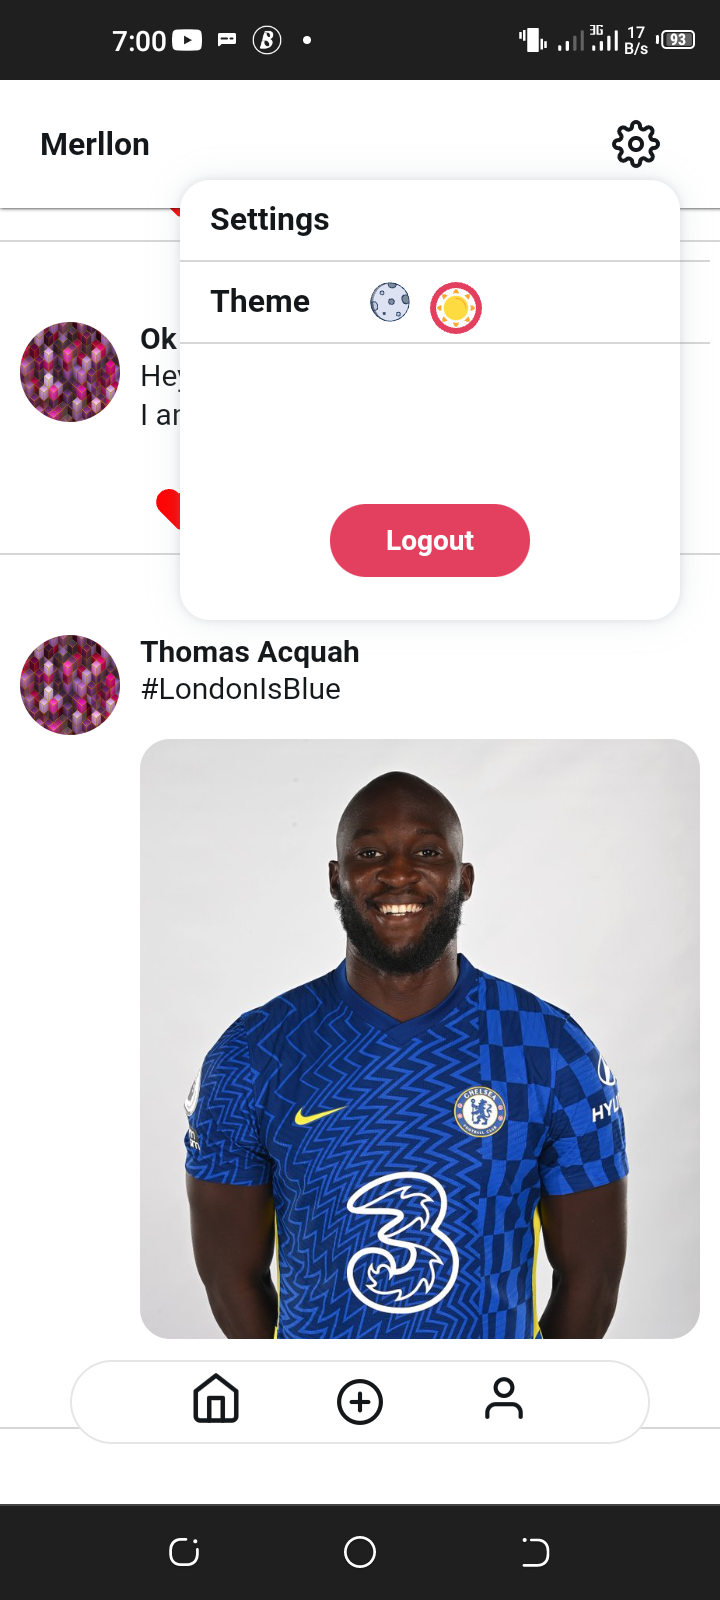 7:00
3G
17
B/s
93
Merllon
Settings
Theme
Ok
Hey
I am
Logout
Thomas Acquah
#LondonIsBlue
CHELSEA
FOOTBALL CLUB
HYU
3